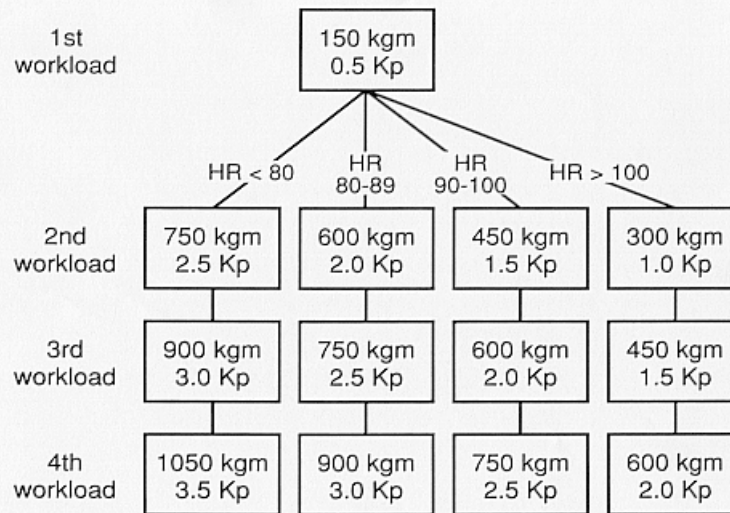 1st
workload
150 kgm
0.5 Kp
HR < 80
HR
80-89
HR
90-100
HR > 100
2nd
workload
750 kgm
2.5 Kp
600 kgm
2.0 Kp
450 kgm
1.5 Kp
300 kgm
1.0 Kp
3rd
workload
900 kgm
3.0 Kp
750 kgm
2.5 Kp
600 kgm
2.0 Kp
450 kgm
1.5 Kp
4th
workload
1050 kgm
3.5 Kp
900 kgm
3.0 Kp
750 kgm
2.5 Kp
600 kgm
2.0 Kp